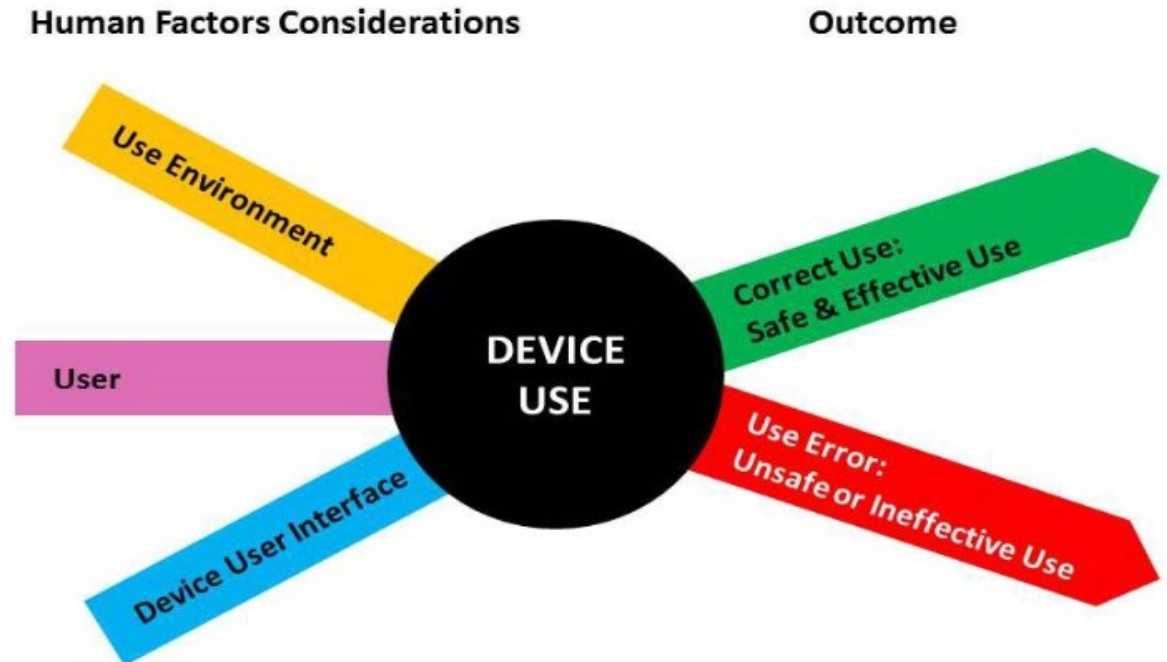 Human Factors Considerations
Outcome
Use Environment
User
Device User Interface
DEVICE
USE
Correct Use:
Safe & Effective Use
Use Error:
Unsafe or Ineffective Use